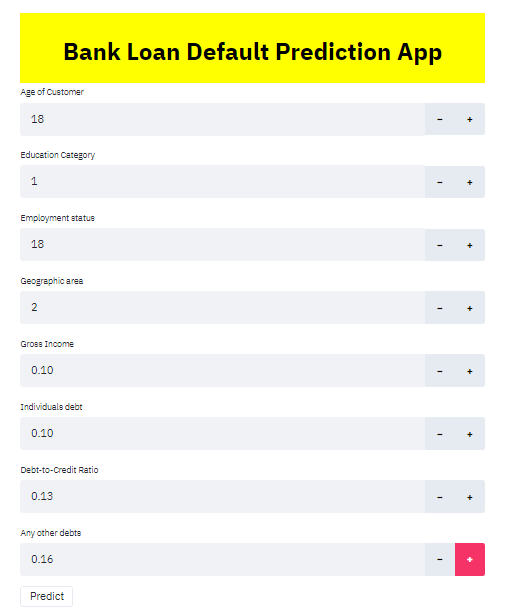 Bank Loan Default Prediction App
Age of Customer
18 - +
Education Category
1 - +
Employment status
18 - +
Geographic area
2 - +
Gross Income
0.10 - +
Individuals debt
0.10 - +
Debt-to-Credit Ratio
0.13 - +
Any other debts
0.16 - +
Predict